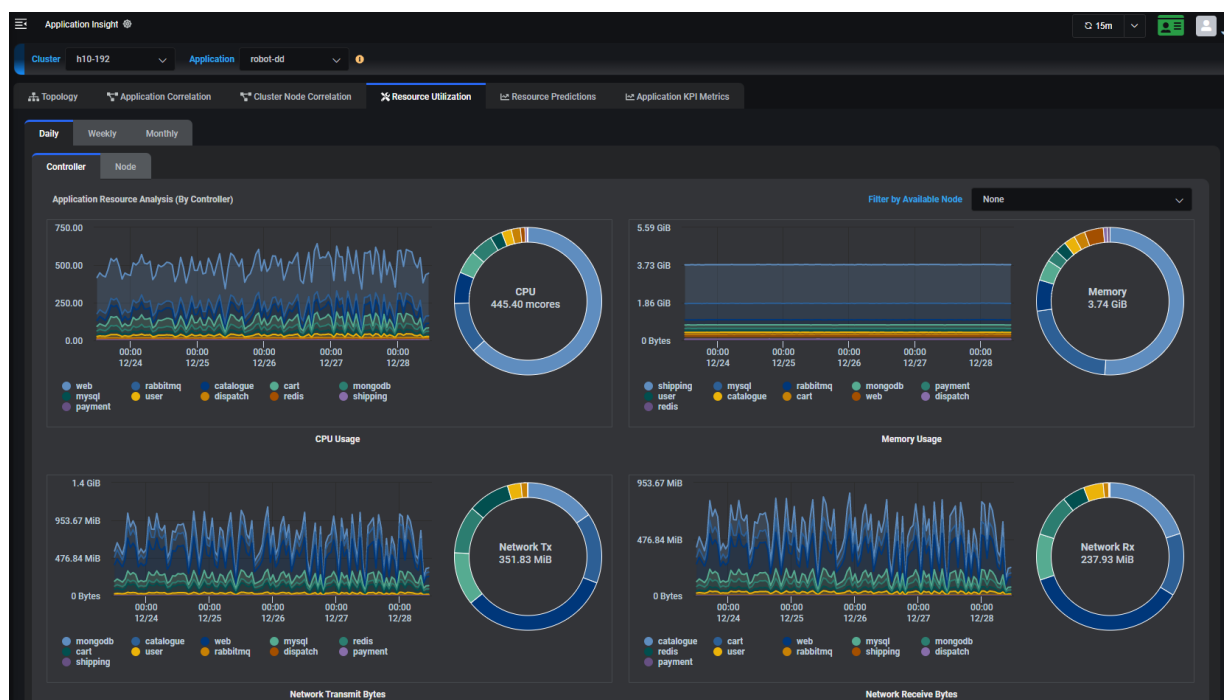 Application Insight
15m
Cluster h10-192 Application robot-dd
Topology Application Correlation Cluster Node Correlation Resource Utilization Resource Predictions Application KPI Metrics
Daily Weekly Monthly
Controller Node
Application Resource Analysis (By Controller) Filter by Available Node None
750.00
500.00
250.00
0.00
00:00 00:00 00:00 00:00 00:00
12/24 12/25 12/26 12/27 12/28
CPU
445.40 mcores
web rabbitmq catalogue cart mongodb
mysql user dispatch redis shipping
payment
CPU Usage
5.59 GiB
3.73 GiB
1.86 GiB
0 Bytes
00:00 00:00 00:00 00:00 00:00
12/24 12/25 12/26 12/27 12/28
Memory
3.74 GiB
shipping mysql rabbitmq mongodb payment
user catalogue cart web dispatch
redis
Memory Usage
1.4 GiB
953.67 MiB
476.84 MiB
0 Bytes
00:00 00:00 00:00 00:00 00:00
12/24 12/25 12/26 12/27 12/28
Network Tx
351.83 MiB
mongodb catalogue web mysql redis
cart user rabbitmq dispatch payment
shipping
Network Transmit Bytes
953.67 MiB
476.84 MiB
0 Bytes
00:00 00:00 00:00 00:00 00:00
12/24 12/25 12/26 12/27 12/28
Network Rx
237.93 MiB
catalogue cart web mysql mongodb
redis user rabbitmq shipping dispatch
payment
Network Receive Bytes